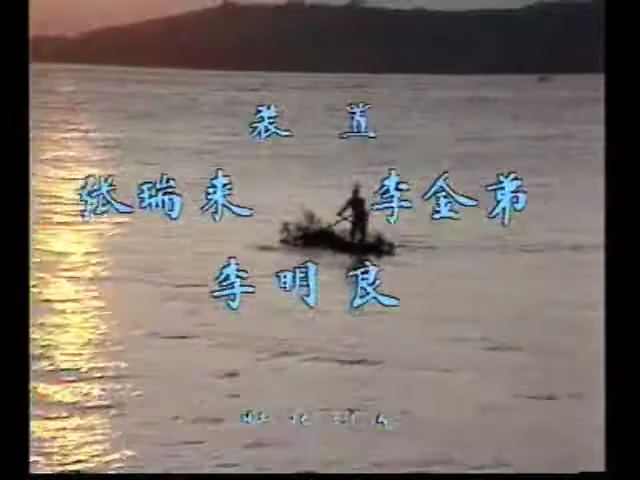 装 置
张瑞来 李金弟
李明良